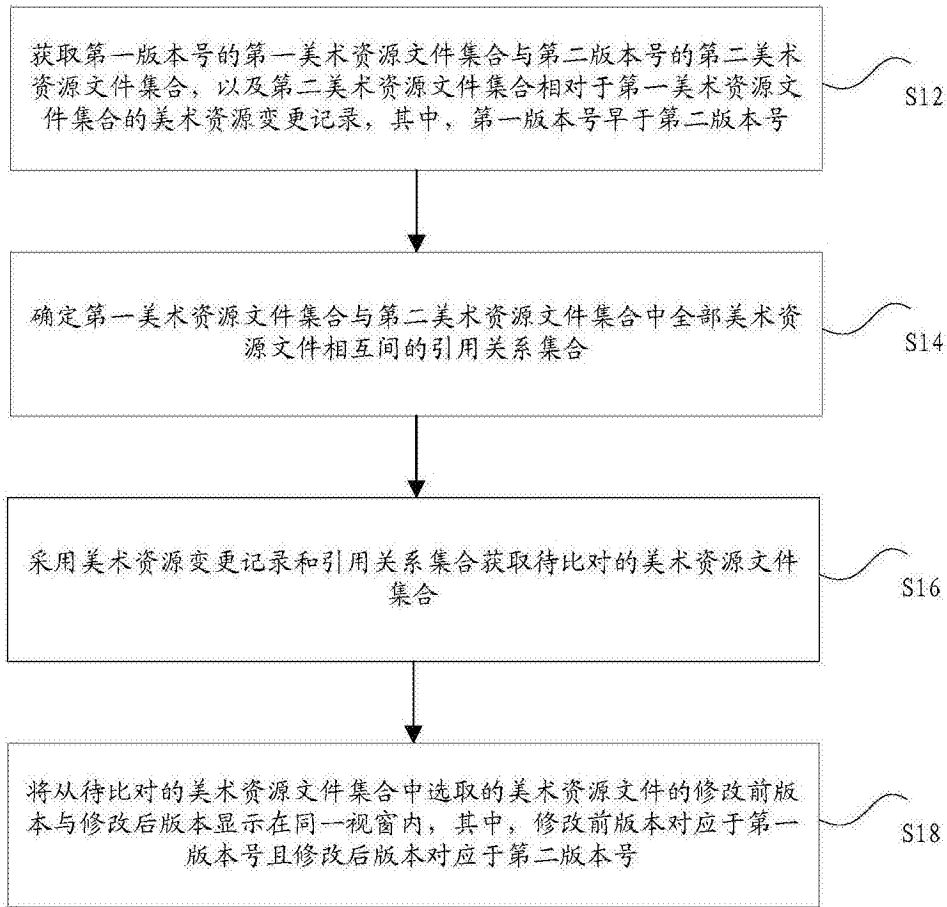 获取第一版本号的第一美术资源文件集合与第二版本号的第二美术
资源文件集合，以及第二美术资源文件集合相对于第一美术资源文
件集合的美术资源变更记录，其中，第一版本号早于第二版本号
S12
确定第一美术资源文件集合与第二美术资源文件集合中全部美术资
源文件相互间的引用关系集合
S14
采用美术资源变更记录和引用关系集合获取待比对的美术资源文件
集合
S16
将从待比对的美术资源文件集合中选取的美术资源文件的修改前版
本与修改后版本显示在同一视窗内，其中，修改前版本对应于第一
版本号且修改后版本对应于第二版本号
S18